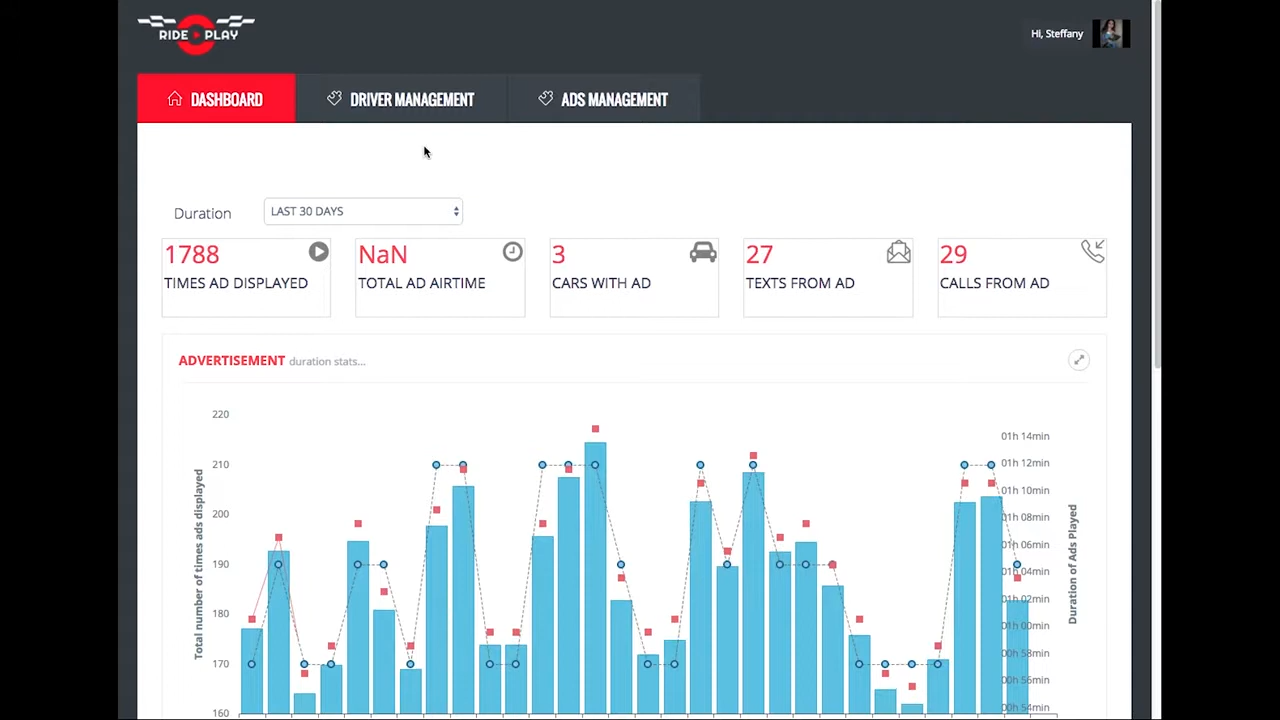 RIDE PLAY
Hi, Steffany
DASHBOARD
DRIVER MANAGEMENT
ADS MANAGEMENT
Duration
LAST 30 DAYS
1788
TIMES AD DISPLAYED
NaN
TOTAL AD AIRTIME
3
CARS WITH AD
27
TEXTS FROM AD
29
CALLS FROM AD
ADVERTISEMENT duration stats...
Total number of times ads displayed
220
210
200
190
180
170
160
01h 14min
01h 12min
01h 10min
01h 08min
01h 06min
01h 04min
01h 02min
01h 00min
00h 58min
00h 56min
00h 54min
Duration of Ads Played